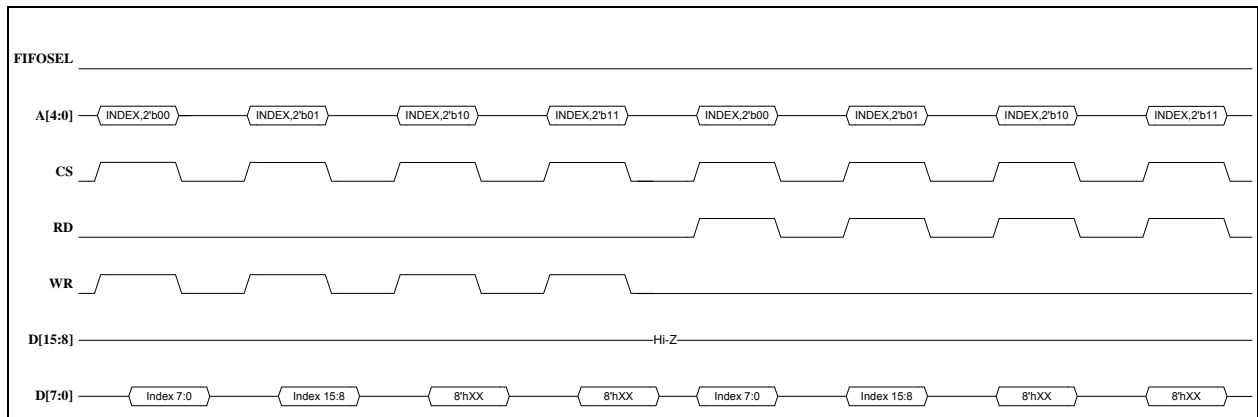 FIFOSEL
A[4:0] INDEX,2'b00 INDEX,2'b01 INDEX,2'b10 INDEX,2'b11 INDEX,2'b00 INDEX,2'b01 INDEX,2'b10 INDEX,2'b11
CS
RD
WR
D[15:8] Hi-Z
D[7:0] Index 7:0 Index 15:8 8'hXX 8'hXX Index 7:0 Index 15:8 8'hXX 8'hXX